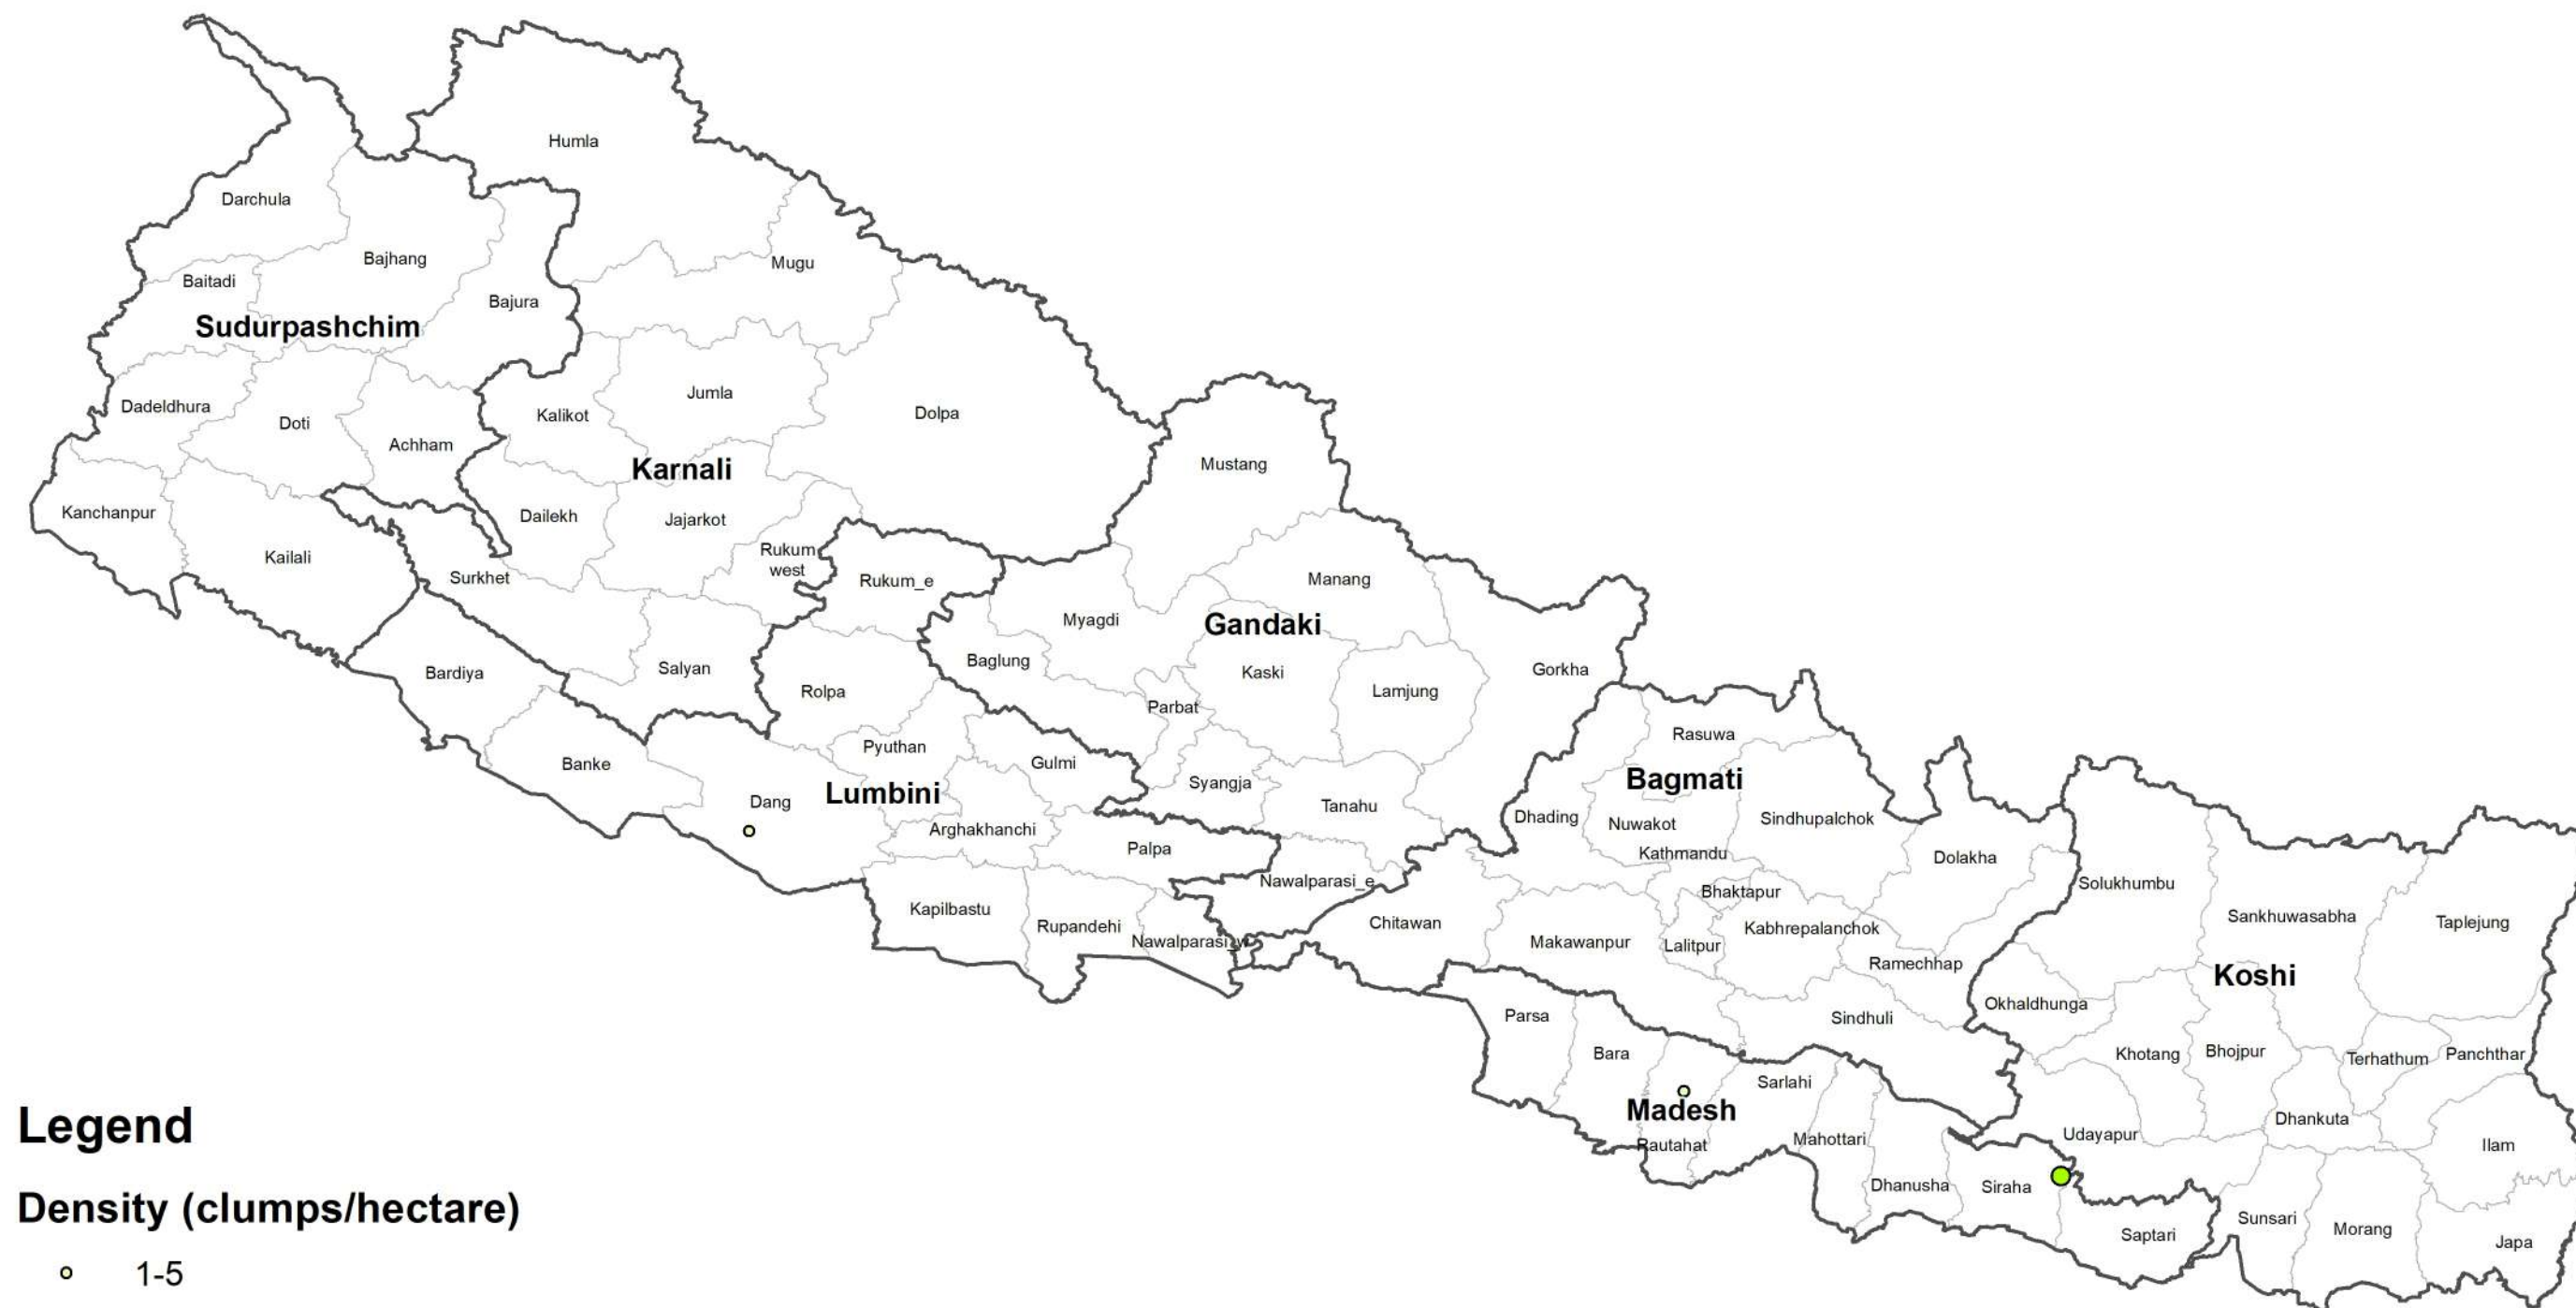 Humla
Darchula
Bajhang
Mugu
Baitadi
Bajura
Sudurpashchim
Jumla
Dadeldhura
Doti
Kalikot
Dolpa
Achham
Karnali
Mustang
Kanchanpur
Dailekh
Jajarkot
Kailali
Rukum
west
Surkhet
Rukum_e
Manang
Myagdi
Gandaki
Baglung
Bardiya
Salyan
Kaski
Gorkha
Rolpa
Lamjung
Parbat
Rasuwa
Pyuthan
Banke
Gulmi
Bagmati
Syangja
Lumbini
Dang
Tanahu
Dhading
Nuwakot
Sindhupalchok
Arghakhanchi
Palpa
Kathmandu
Dolakha
Nawalparasi_e
Bhaktapur
Solukhumbu
Kapilbastu
Rupandehi
Nawalparasi_w
Chitawan
Makawanpur
Lalitpur
Kabhrepalanchok
Sankhuwasabha
Taplejung
Ramechhap
Koshi
Okhaldhunga
Parsa
Sindhuli
Bara
Khotang
Bhojpur
Terhathum
Panchthar
Sarlahi
Madesh
Rautahat
Mahottari
Udayapur
Dhankuta
Ilam
Dhanusha
Siraha
Saptari
Sunsari
Morang
Japa
Legend
Density (clumps/hectare)
1-5